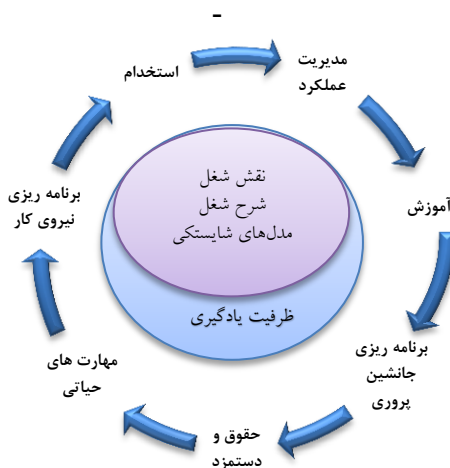 مدیریت
عملکرد
آموزش
برنامه ریزی
جانشین
پروری
حقوق و
دستمزد
مهارت های
حیاتی
برنامه ریزی
نیروی کار
استخدام
نقش شغل
شرح شغل
مدل‌های شایستکی
ظرفیت یادگیری